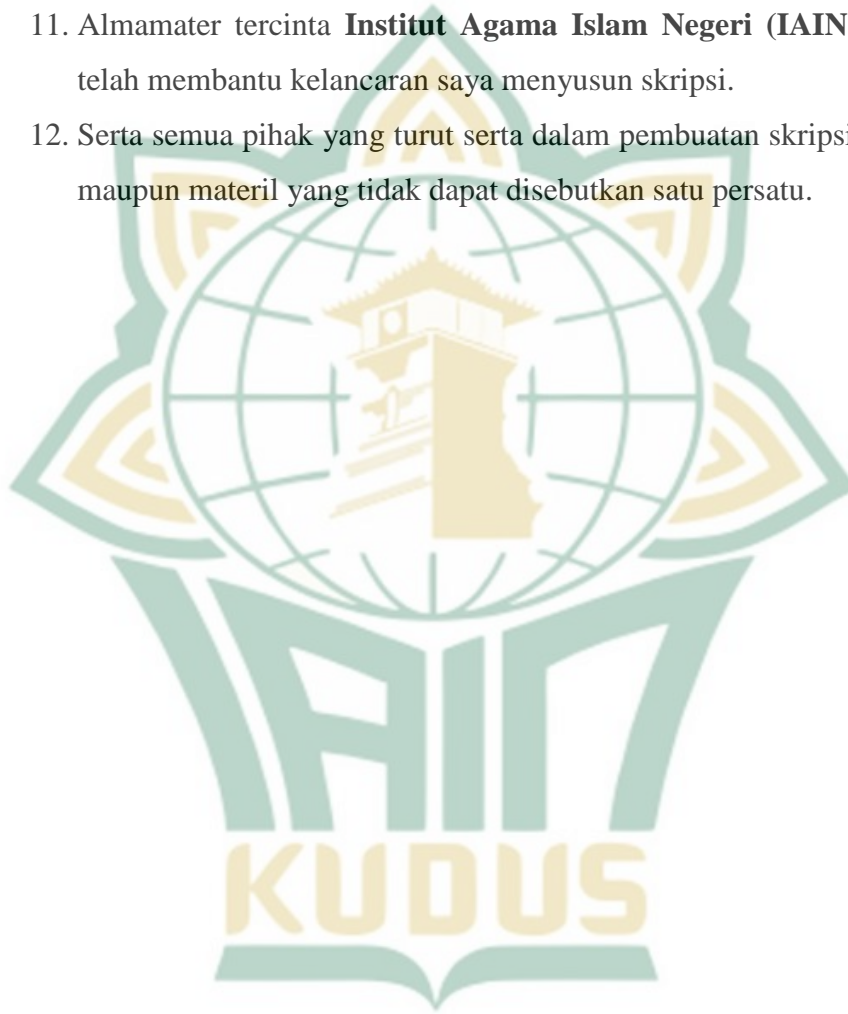 11. Almamater tercinta Institut Agama Islam Negeri (IAIN
telah membantu kelancaran saya menyusun skripsi.
12. Serta semua pihak yang turut serta dalam pembuatan skripsi
maupun materil yang tidak dapat disebutkan satu persatu.
IAIN
KUDUS